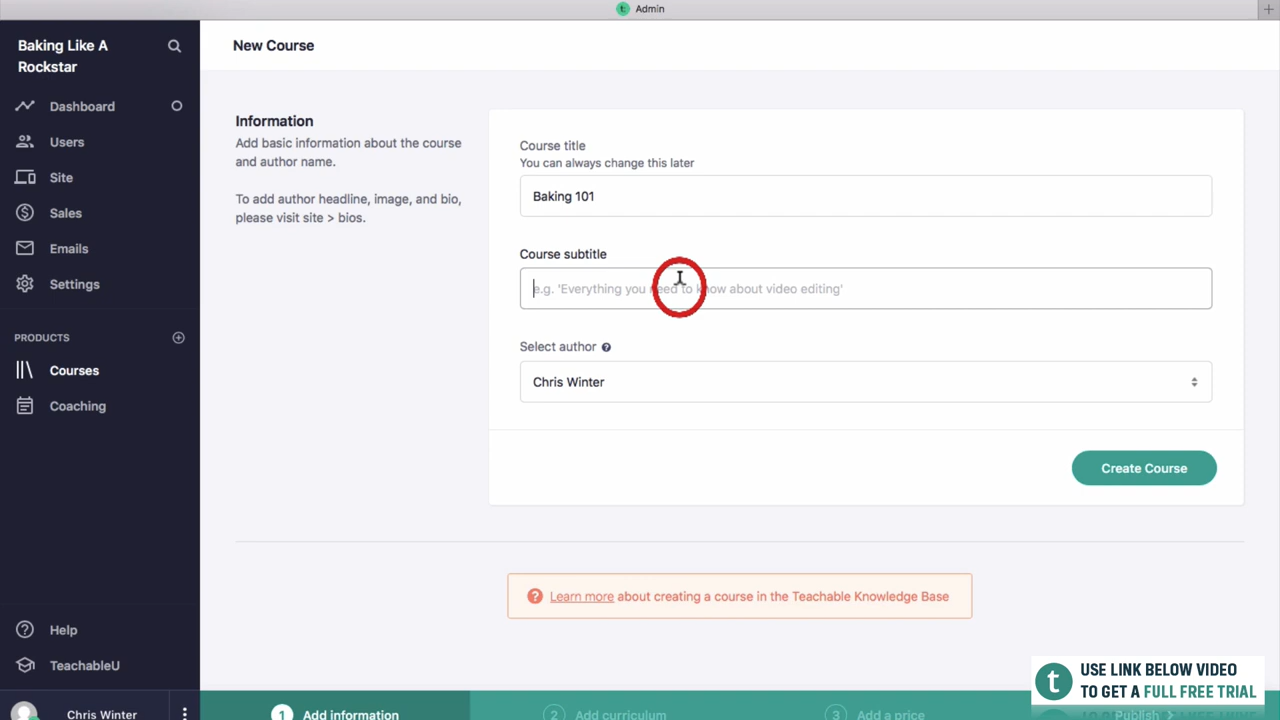 Admin
Baking Like A
Rockstar
Dashboard
Users
Site
Sales
Emails
Settings
PRODUCTS
Courses
Coaching
Help
TeachableU
Chris Winter
New Course
Information
Add basic information about the course
and author name.
To add author headline, image, and bio,
please visit site > bios.
Course title
You can always change this later
Baking 101
Course subtitle
e.g. 'Everything you need to know about video editing'
Select author
Chris Winter
Create Course
Learn more about creating a course in the Teachable Knowledge Base
1 Add information
2 Add curriculum
3 Add a price
Publish >
t USE LINK BELOW VIDEO
TO GET A FULL FREE TRIAL